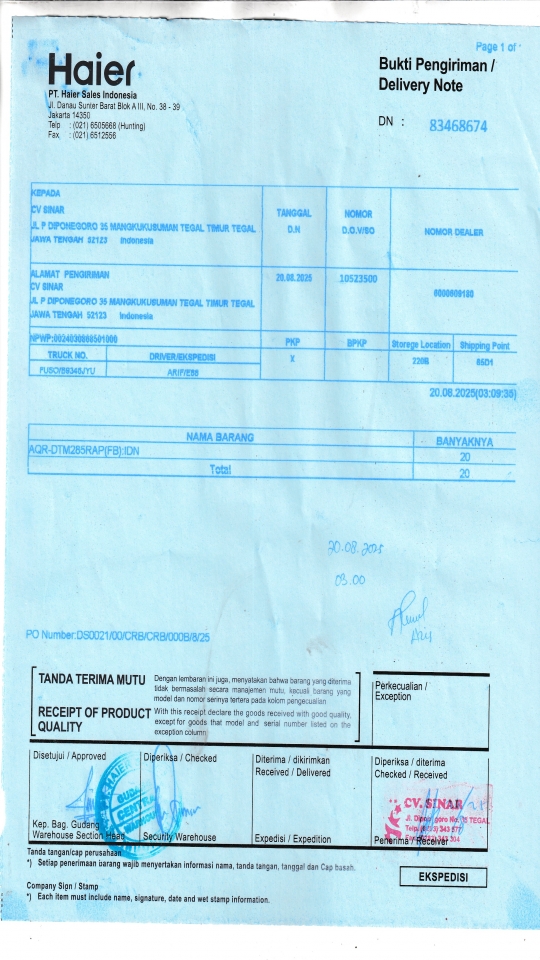 Page 1 of
Haier
PT. Haier Sales Indonesia
Jl. Danau Sunter Barat Blok A III, No. 38 - 39
Jakarta 14350
Telp : (021) 6505668 (Hunting)
Fax : (021) 6512556
Bukti Pengiriman /
Delivery Note
DN : 83468674
KEPADA
CV SINAR
JL P DIPONEGORO 35 MANGKUKUSUMAN TEGAL TIMUR TEGAL
JAWA TENGAH 52123 Indonesia
TANGGAL
D.N
NOMOR
D.O.V/SO
NOMOR DEALER
ALAMAT PENGIRIMAN
CV SINAR
JL P DIPONEGORO 35 MANGKUKUSUMAN TEGAL TIMUR TEGAL
JAWA TENGAH 52123 Indonesia
20.08.2025
10523500
NPWP:
PKP
BPKP
Storege Location
Shipping Point
TRUCK NO.
DRIVER/EKSPEDISI
X
220B
ARIF/E88
20.08.2025(03:09:35)
NAMA BARANG
BANYAKNYA
AQR-DTM285RAP(FB):IDN
20
Total
20
20.08.2025
03.00
PO Number:DS0021/00/CRB/CRB/000B/8/25
TANDA TERIMA MUTU
Dengan lembaran ini juga, menyatakan bahwa barang yang diterima
tidak bermasalah secara manajemen mutu, kecuali barang yang
model dan nomor serinya tertera pada kolom pengecualian
RECEIPT OF PRODUCT
QUALITY
With this receipt declare the goods received with good quality,
except for goods that model and serial number listed on the
exception column
Perkecualian /
Exception
Disetujui / Approved
Diperiksa / Checked
Diterima / dikirimkan
Received / Delivered
Diperiksa / diterima
Checked / Received
HAIER
GUDANG
CENTRAL
CV. SINAR
TEGAL
Kep. Bag. Gudang
Warehouse Section Head
Security Warehouse
Expedisi / Expedition
Penerima / Receiver
Tanda tangan/cap perusahaan
*) Setiap penerimaan barang wajib menyertakan informasi nama, tanda tangan, tanggal dan Cap basah.
EKSPEDISI
Company Sign / Stamp
*) Each item must include name, signature, date and wet stamp information.